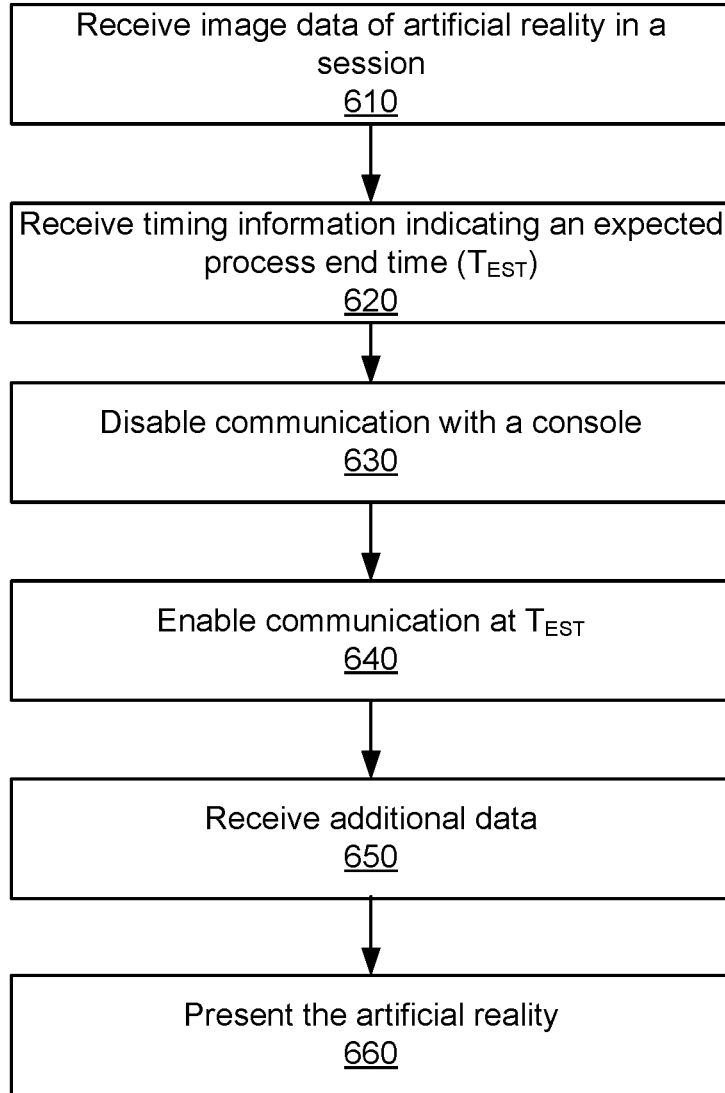 Receive image data of artificial reality in a
session
610
Receive timing information indicating an expected
process end time (TEST)
620
Disable communication with a console
630
Enable communication at TEST
640
Receive additional data
650
Present the artificial reality
660